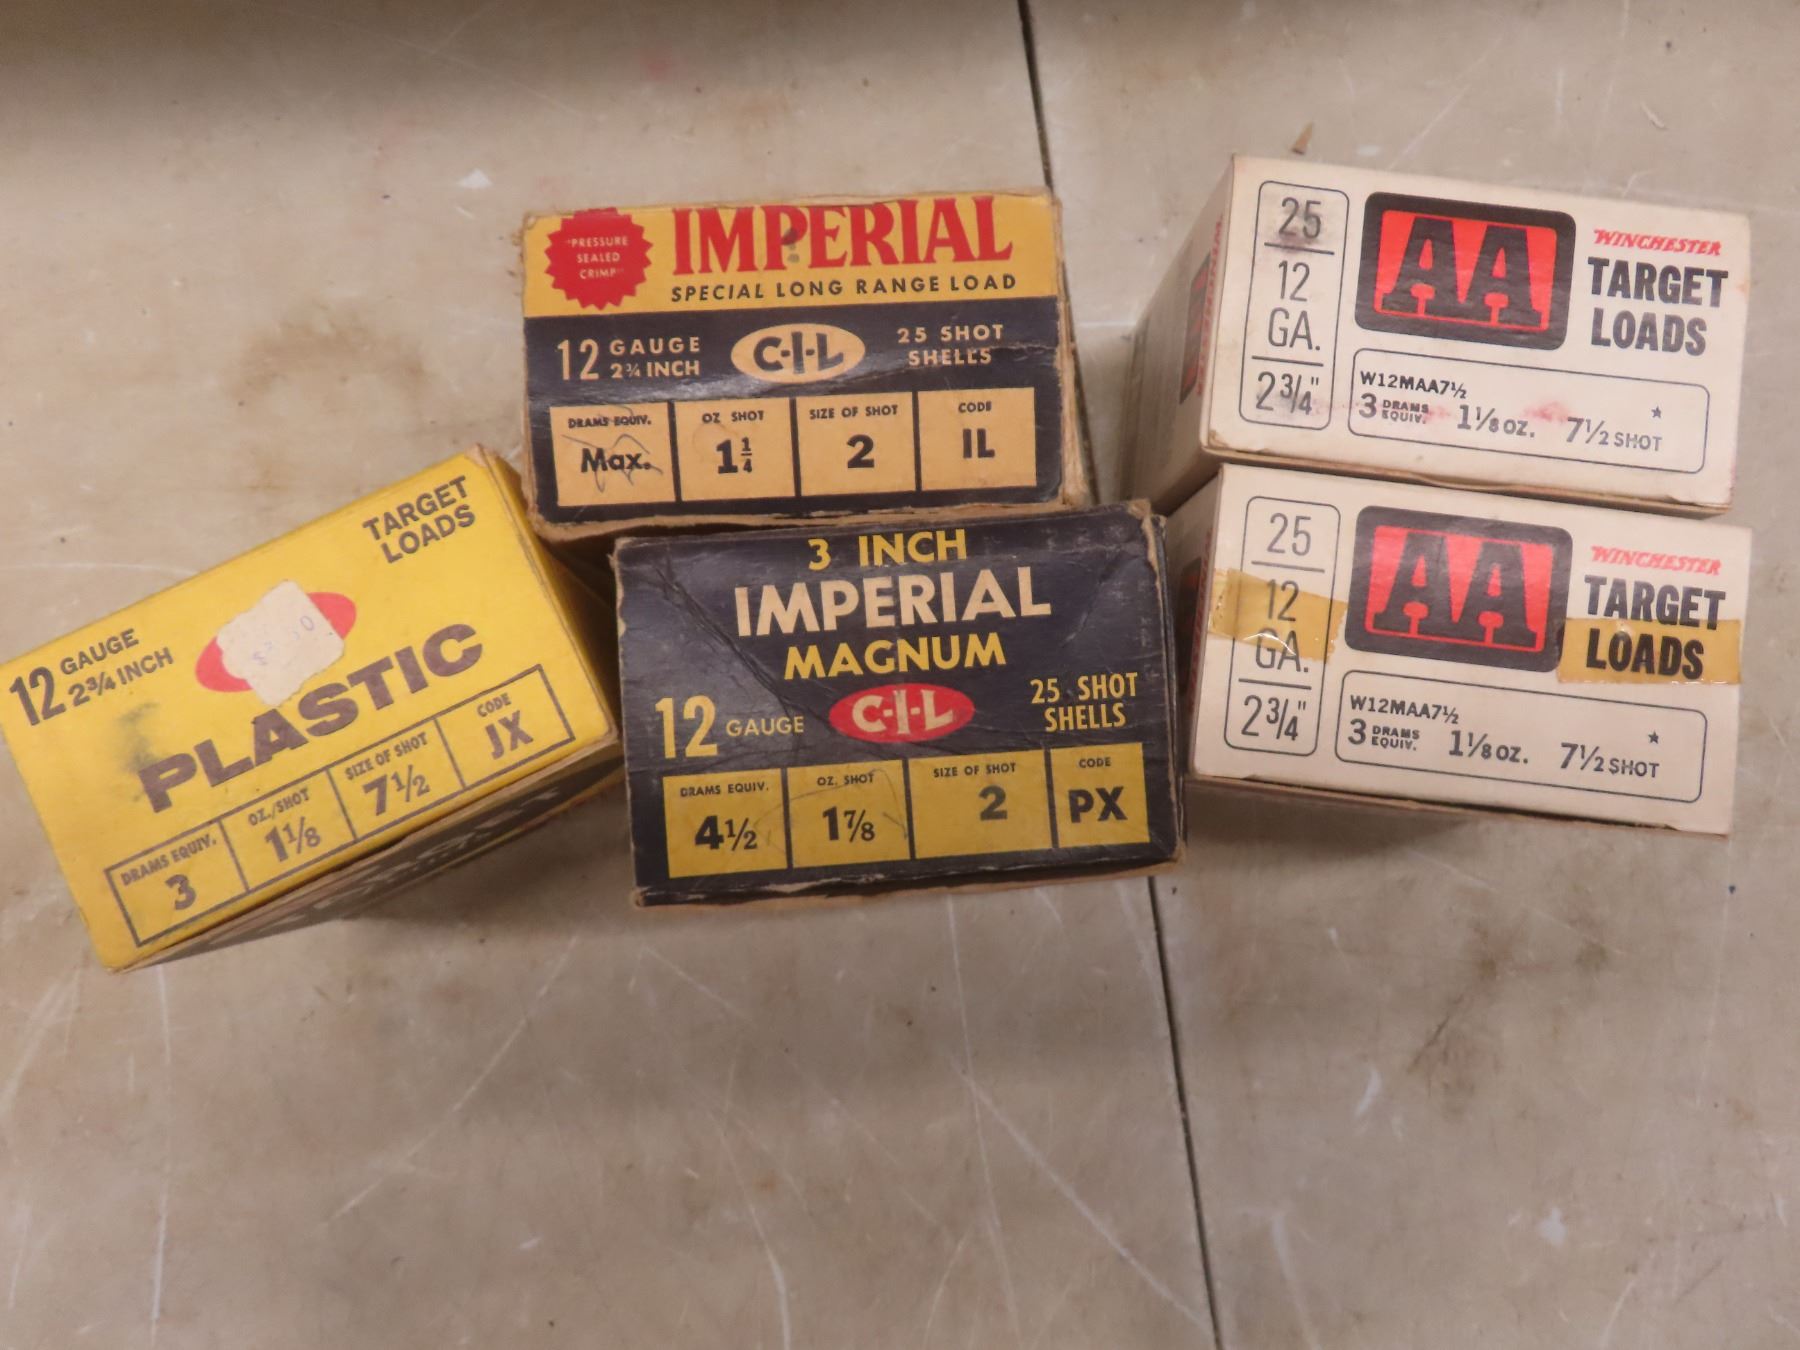 "PRESSURE
SEALED
CRIMP"
IMPERIAL
SPECIAL LONG RANGE LOAD
12 GAUGE
2¾ INCH
C-I-L
25 SHOT
SHELLS
DRAMS EQUIV.
Max.
OZ SHOT
1¼
SIZE OF SHOT
2
CODE
IL
25
12
GA.
2¾"
AA
WINCHESTER
TARGET
LOADS
W12MAA7½
3 DRAMS EQUIV. 1⅛ OZ. 7½ SHOT
TARGET
LOADS
12 GAUGE
2¾ INCH
PLASTIC
DRAMS EQUIV.
3
OZ./SHOT
1⅛
SIZE OF SHOT
7½
CODE
JX
3 INCH
IMPERIAL
MAGNUM
12 GAUGE
C-I-L
25 SHOT
SHELLS
DRAMS EQUIV.
4½
OZ. SHOT
1⅞
SIZE OF SHOT
2
CODE
PX
25
12
GA.
2¾"
AA
WINCHESTER
TARGET
LOADS
W12MAA7½
3 DRAMS EQUIV. 1⅛ OZ. 7½ SHOT